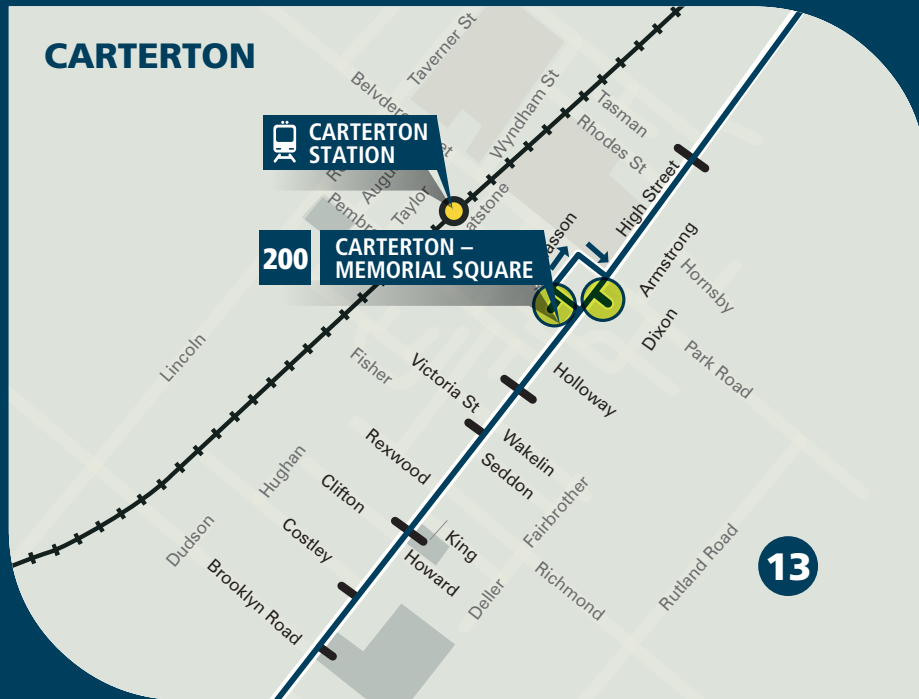 CARTERTON
Taverner St
Wyndham St
Tasman
Rhodes St
CARTERTON
STATION
Taylor
High Street
200
CARTERTON –
MEMORIAL SQUARE
Armstrong
Hornsby
Dixon
Park Road
Lincoln
Fisher
Victoria St
Holloway
Rexwood
Wakelin
Seddon
Hughan
Clifton
Fairbrother
Costley
King
Howard
Dudson
Brooklyn Road
Deller
Richmond
Rutland Road
13